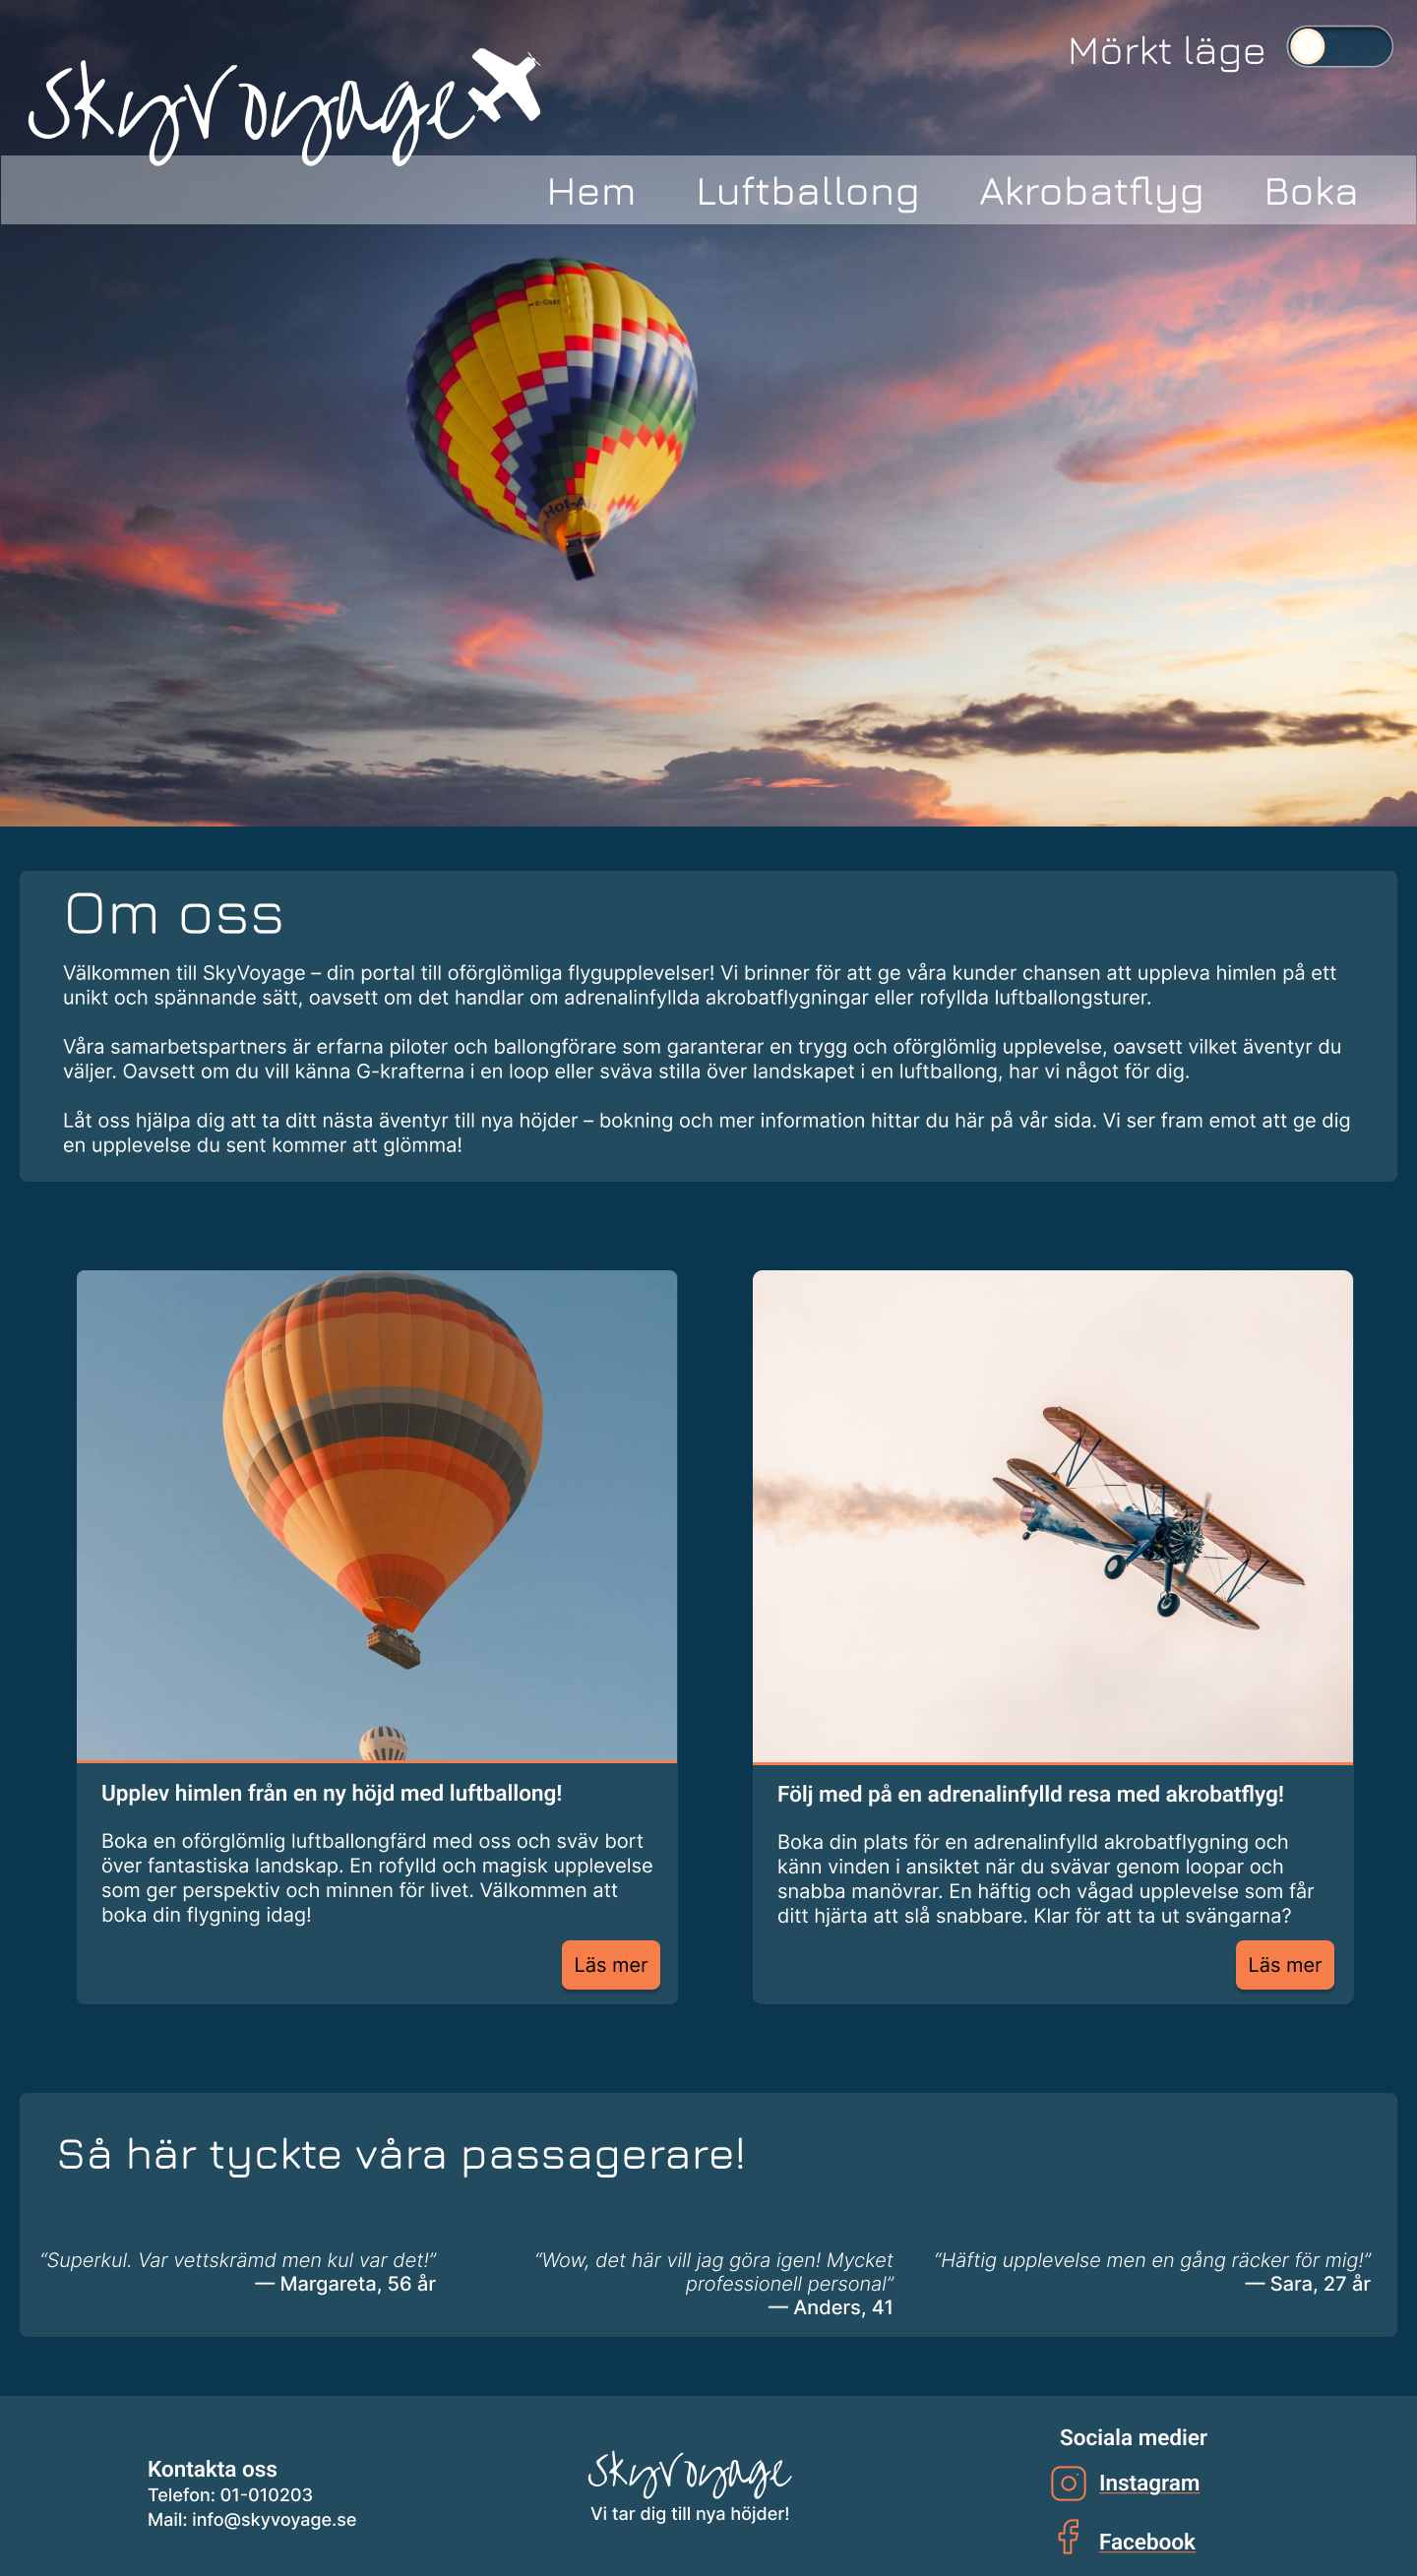 SkyVoyage
Mörkt läge
Hem Luftballong Akrobatflyg Boka
Hot-Air
Om oss
Välkommen till SkyVoyage – din portal till oförglömliga flygupplevelser! Vi brinner för att ge våra kunder chansen att uppleva himlen på ett
unikt och spännande sätt, oavsett om det handlar om adrenalinfyllda akrobatflygningar eller rofyllda luftballongsturer.
Våra samarbetspartners är erfarna piloter och ballongförare som garanterar en trygg och oförglömlig upplevelse, oavsett vilket äventyr du
väljer. Oavsett om du vill känna G-krafterna i en loop eller sväva stilla över landskapet i en luftballong, har vi något för dig.
Låt oss hjälpa dig att ta ditt nästa äventyr till nya höjder – bokning och mer information hittar du här på vår sida. Vi ser fram emot att ge dig
en upplevelse du sent kommer att glömma!
Upplev himlen från en ny höjd med luftballong!
Boka en oförglömlig luftballongfärd med oss och sväv bort
över fantastiska landskap. En rofylld och magisk upplevelse
som ger perspektiv och minnen för livet. Välkommen att
boka din flygning idag!
Läs mer
Följ med på en adrenalinfylld resa med akrobatflyg!
Boka din plats för en adrenalinfylld akrobatflygning och
känn vinden i ansiktet när du svävar genom loopar och
snabba manövrar. En häftig och vågad upplevelse som får
ditt hjärta att slå snabbare. Klar för att ta ut svängarna?
Läs mer
Så här tyckte våra passagerare!
“Superkul. Var vettskrämd men kul var det!”
— Margareta, 56 år
“Wow, det här vill jag göra igen! Mycket
professionell personal”
— Anders, 41
“Häftig upplevelse men en gång räcker för mig!”
— Sara, 27 år
Kontakta oss
Telefon: 01-010203
Mail: info@skyvoyage.se
SkyVoyage
Vi tar dig till nya höjder!
Sociala medier
Instagram
Facebook